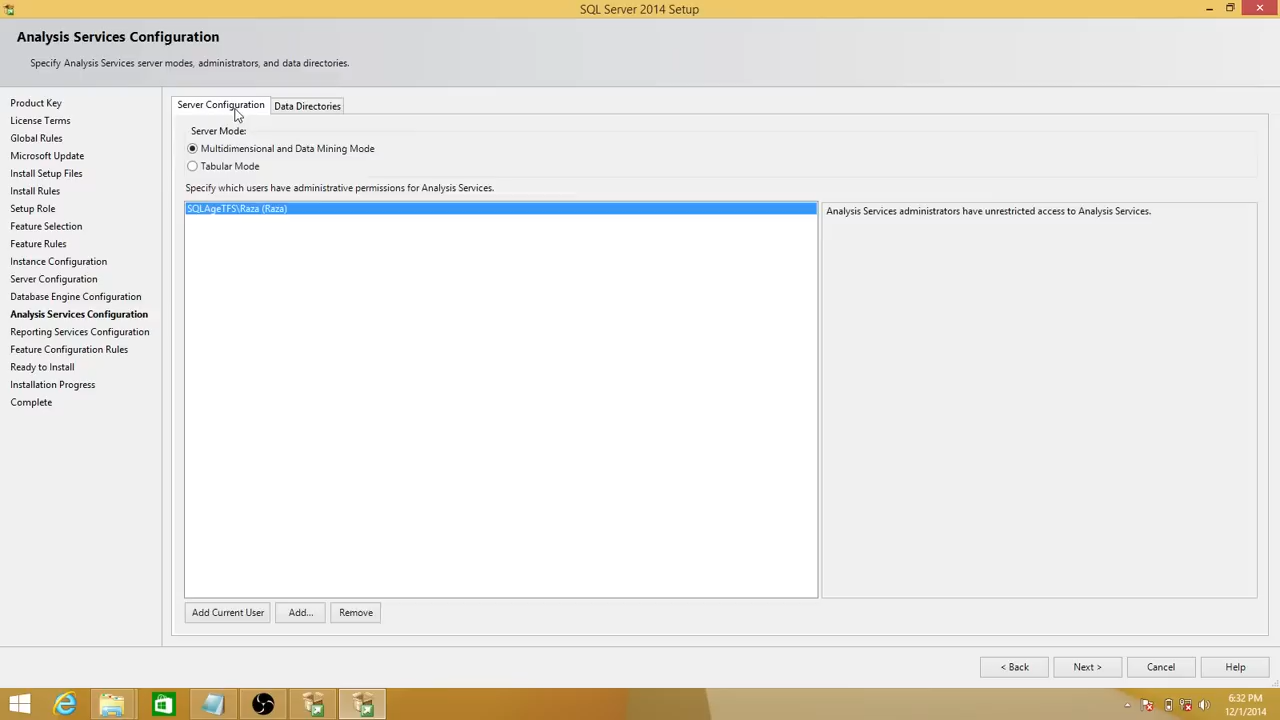 SQL Server 2014 Setup
Analysis Services Configuration
Specify Analysis Services server modes, administrators, and data directories.
Product Key
License Terms
Global Rules
Microsoft Update
Install Setup Files
Install Rules
Setup Role
Feature Selection
Feature Rules
Instance Configuration
Server Configuration
Database Engine Configuration
Analysis Services Configuration
Reporting Services Configuration
Feature Configuration Rules
Ready to Install
Installation Progress
Complete
Server Configuration
Data Directories
Server Mode:
Multidimensional and Data Mining Mode
Tabular Mode
Specify which users have administrative permissions for Analysis Services.
SQLAgeTFS\Raza (Raza)
Analysis Services administrators have unrestricted access to Analysis Services.
Add Current User
Add...
Remove
< Back
Next >
Cancel
Help
6:32 PM
12/1/2014